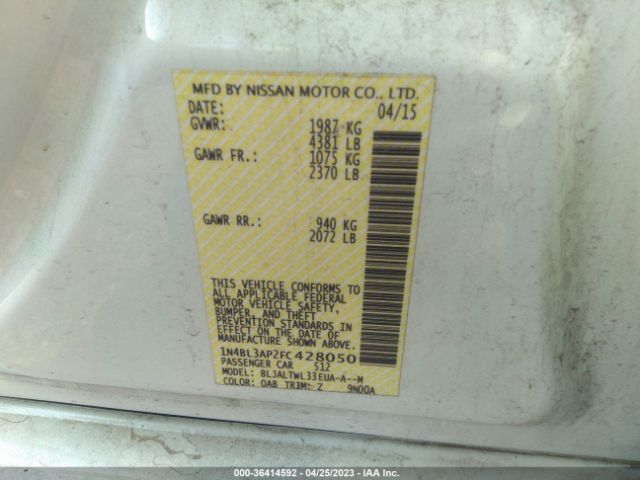 MFD BY NISSAN MOTOR CO., LTD.
DATE: 04/15
GVWR: 1987 KG
4381 LB
GAWR FR.: 1075 KG
2370 LB
GAWR RR.: 940 KG
2072 LB
THIS VEHICLE CONFORMS TO
ALL APPLICABLE FEDERAL
MOTOR VEHICLE SAFETY,
BUMPER, AND THEFT
PREVENTION STANDARDS IN
EFFECT ON THE DATE OF
MANUFACTURE SHOWN ABOVE.
1N4BL3AP2FC428050
PASSENGER CAR S12
MODEL: BLJALTWL33EUA-A--M
COLOR: QAB TRIM: Z 9N00A
000-36414592 - 04/25/2023 - IAA Inc.